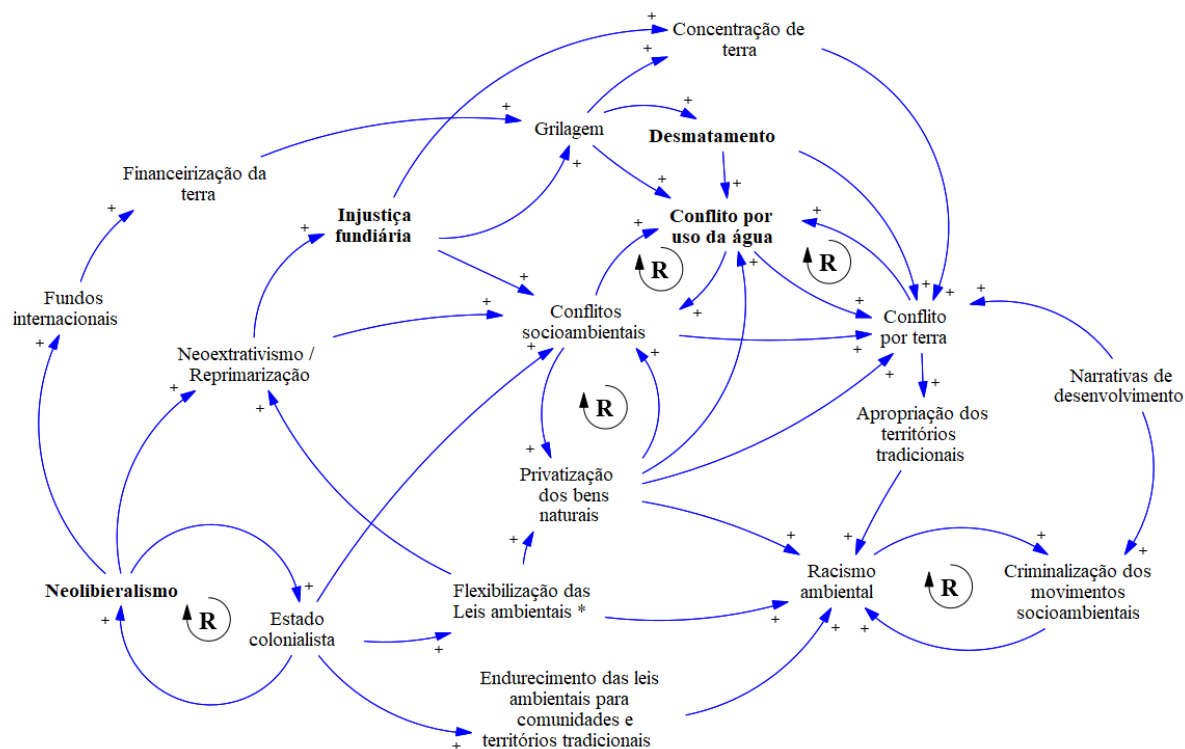 Concentração de
terra
Grilagem
Desmatamento
Financeirização da
terra
Injustiça
fundiária
Conflito por
uso da água
R
R
Fundos
internacionais
Conflitos
socioambientais
Conflito
por terra
Neoextrativismo /
Reprimarização
Narrativas de
desenvolvimento
R
Apropriação dos
territórios
tradicionais
Privatização
dos bens
naturais
Neolibieralismo
R
Estado
colonialista
Flexibilização das
Leis ambientais *
Racismo
ambiental
R
Criminalização dos
movimentos
socioambientais
Endurecimento das leis
ambientais para
comunidades e
territórios tradicionais